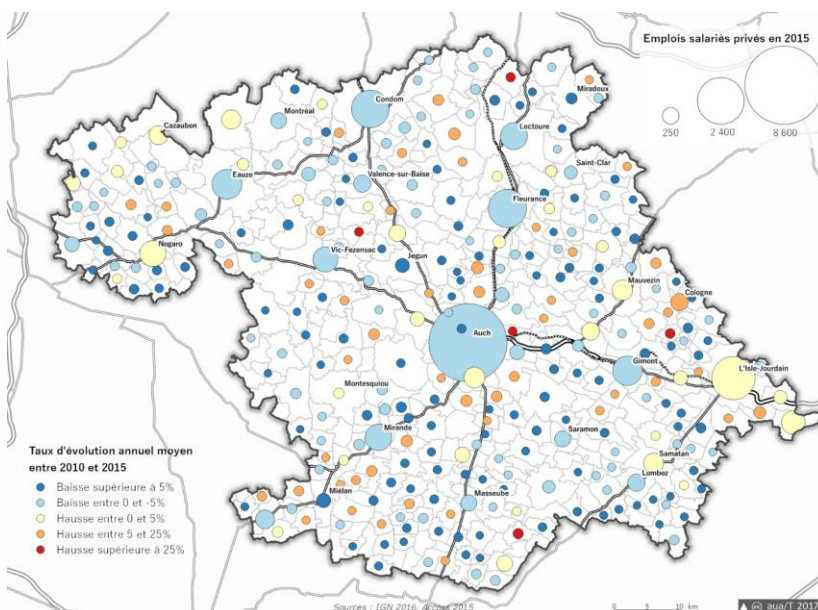 Emplois salariés privés en 2015
250
2 400
8 600
Miradoux
Condom
Montréal
Lectoure
Cazaubon
Saint-Clar
Eauze
Valence-sur-Baïse
Fleurance
Nogaro
Vic-Fezensac
Jegun
Mauvezin
Cologne
Auch
Gimont
L'Isle-Jourdain
Montesquiou
Mirande
Saramon
Samatan
Lombez
Miélan
Masseube
Taux d'évolution annuel moyen
entre 2010 et 2015
Baisse supérieure à 5%
Baisse entre 0 et -5%
Hausse entre 0 et 5%
Hausse entre 5 et 25%
Hausse supérieure à 25%
Sources : IGN 2016, Accoss 2015
0 5 10 km
cc aua/T 2017